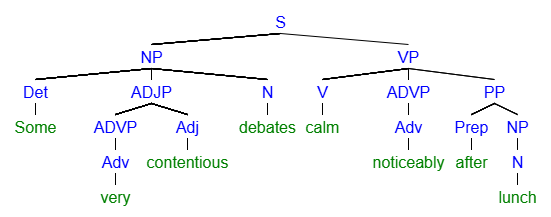 S
NP VP
Det ADJP N V ADVP PP
Some ADVP Adj debates calm Adv Prep NP
Adv contentious noticeably after N
very lunch